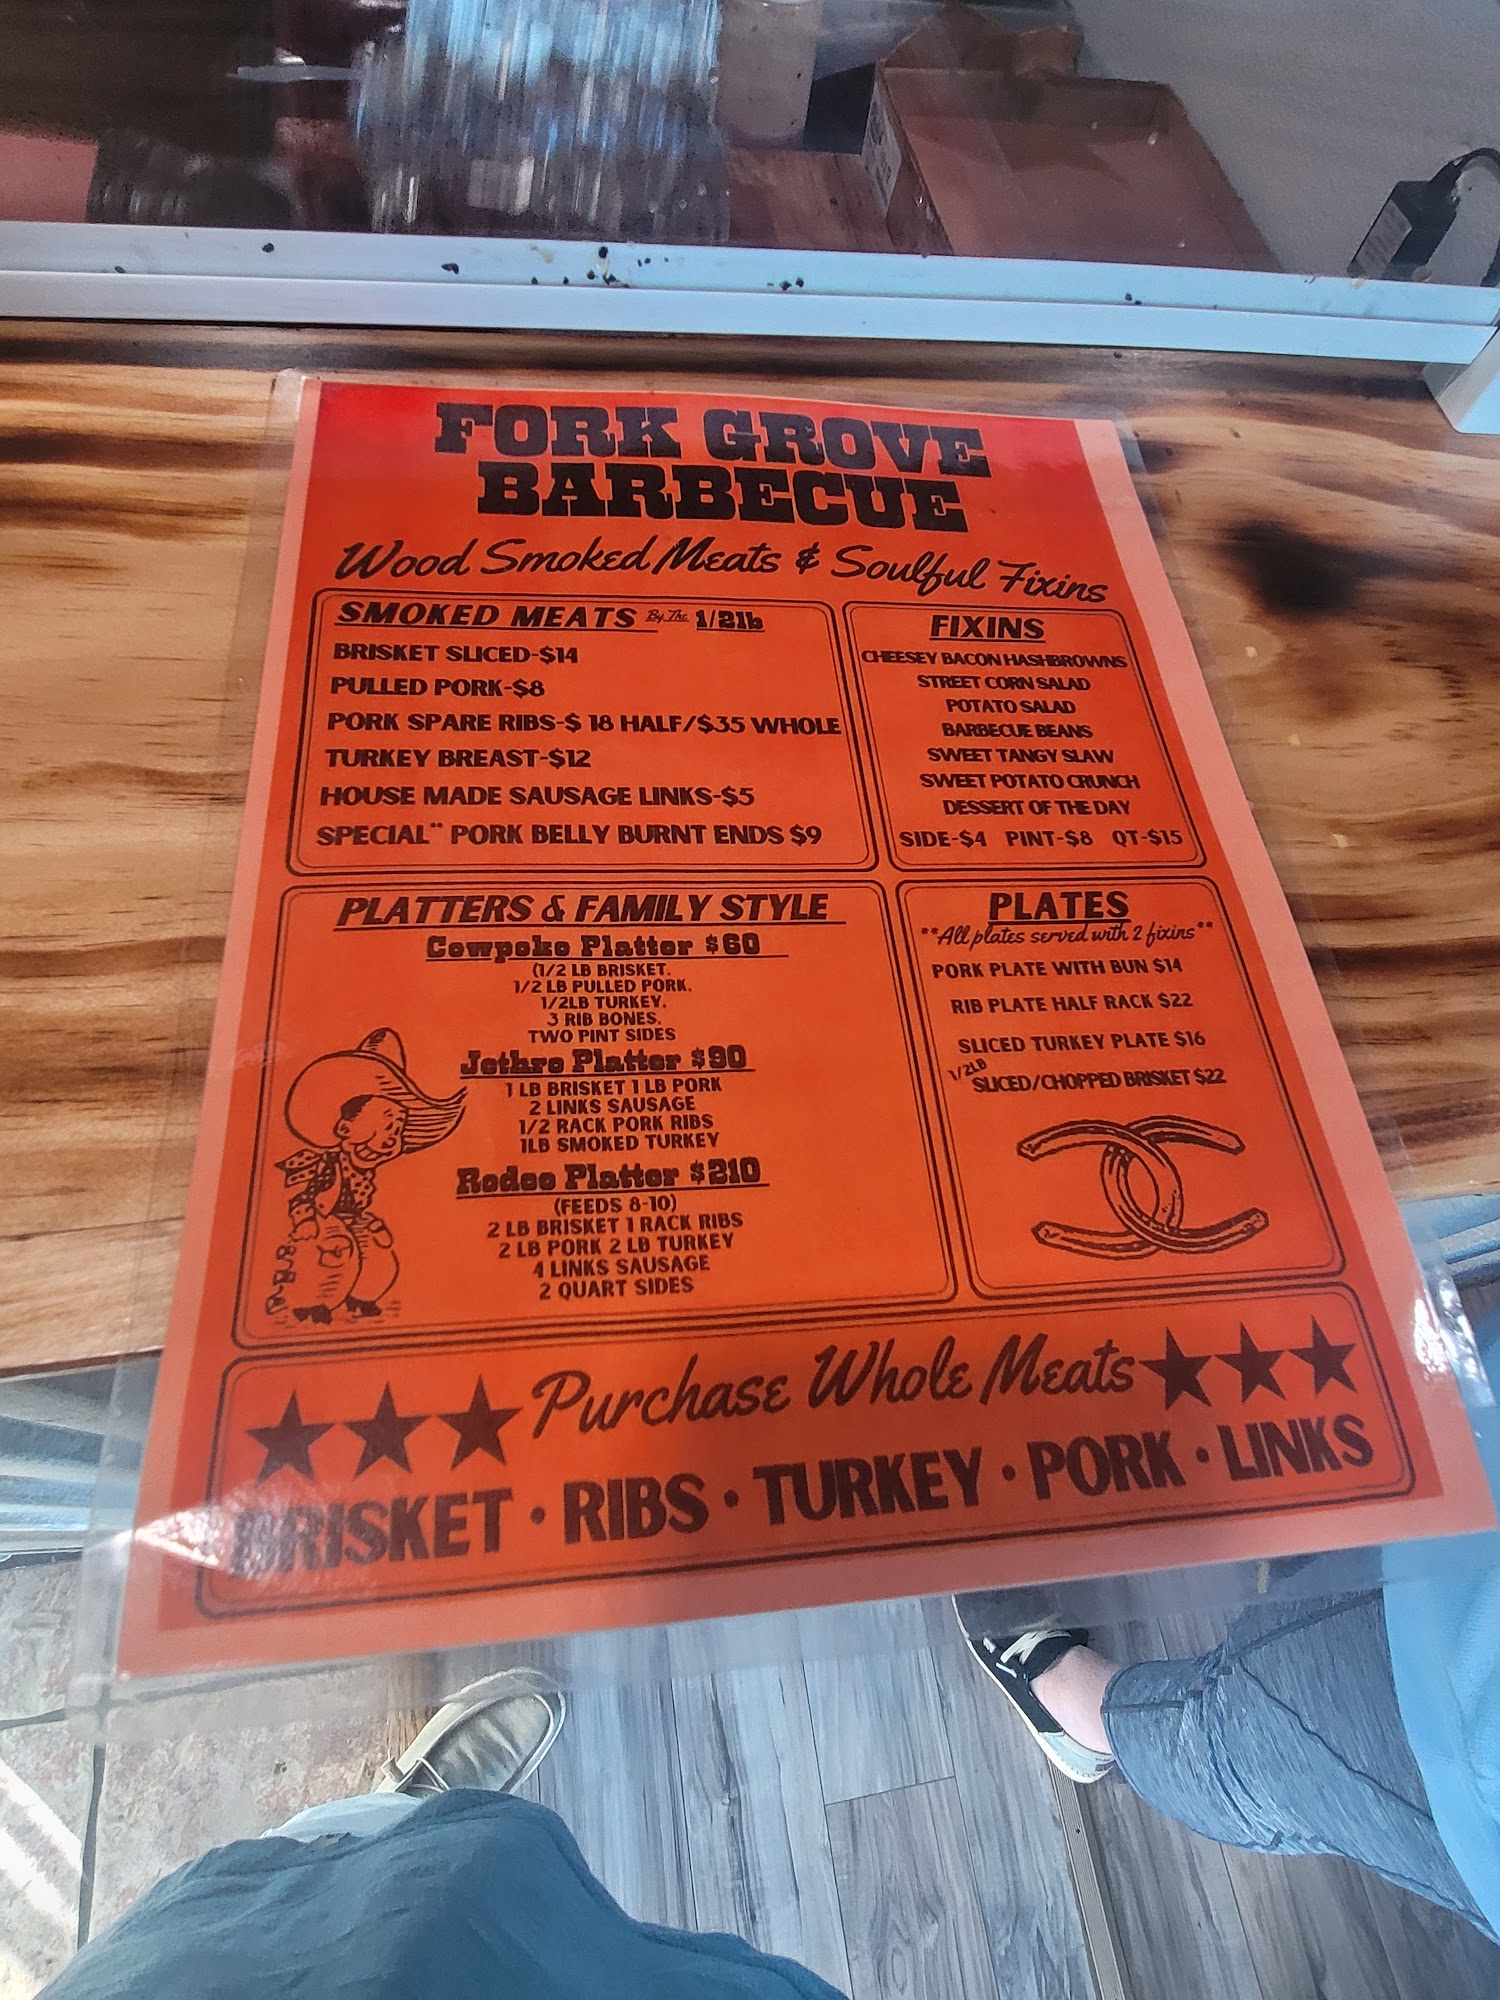 FORK GROVE
BARBECUE
Wood Smoked Meats & Soulful Fixins
SMOKED MEATS By The 1/2lb
BRISKET SLICED-$14
PULLED PORK-$8
PORK SPARE RIBS-$ 18 HALF/$35 WHOLE
TURKEY BREAST-$12
HOUSE MADE SAUSAGE LINKS-$5
SPECIAL** PORK BELLY BURNT ENDS $9
FIXINS
CHEESEY BACON HASHBROWNS
STREET CORN SALAD
POTATO SALAD
BARBECUE BEANS
SWEET TANGY SLAW
SWEET POTATO CRUNCH
DESSERT OF THE DAY
SIDE-$4 PINT-$8 QT-$15
PLATTERS & FAMILY STYLE
Cowpoke Platter $60
(1/2 LB BRISKET,
1/2 LB PULLED PORK,
1/2LB TURKEY,
3 RIB BONES,
TWO PINT SIDES
Jethro Platter $90
1 LB BRISKET 1 LB PORK
2 LINKS SAUSAGE
1/2 RACK PORK RIBS
1LB SMOKED TURKEY
Rodeo Platter $210
(FEEDS 8-10)
2 LB BRISKET 1 RACK RIBS
2 LB PORK 2 LB TURKEY
4 LINKS SAUSAGE
2 QUART SIDES
PLATES
**All plates served with 2 fixins**
PORK PLATE WITH BUN $14
RIB PLATE HALF RACK $22
SLICED TURKEY PLATE $16
1/2LB
SLICED/CHOPPED BRISKET $22
Purchase Whole Meats
BRISKET • RIBS • TURKEY • PORK • LINKS